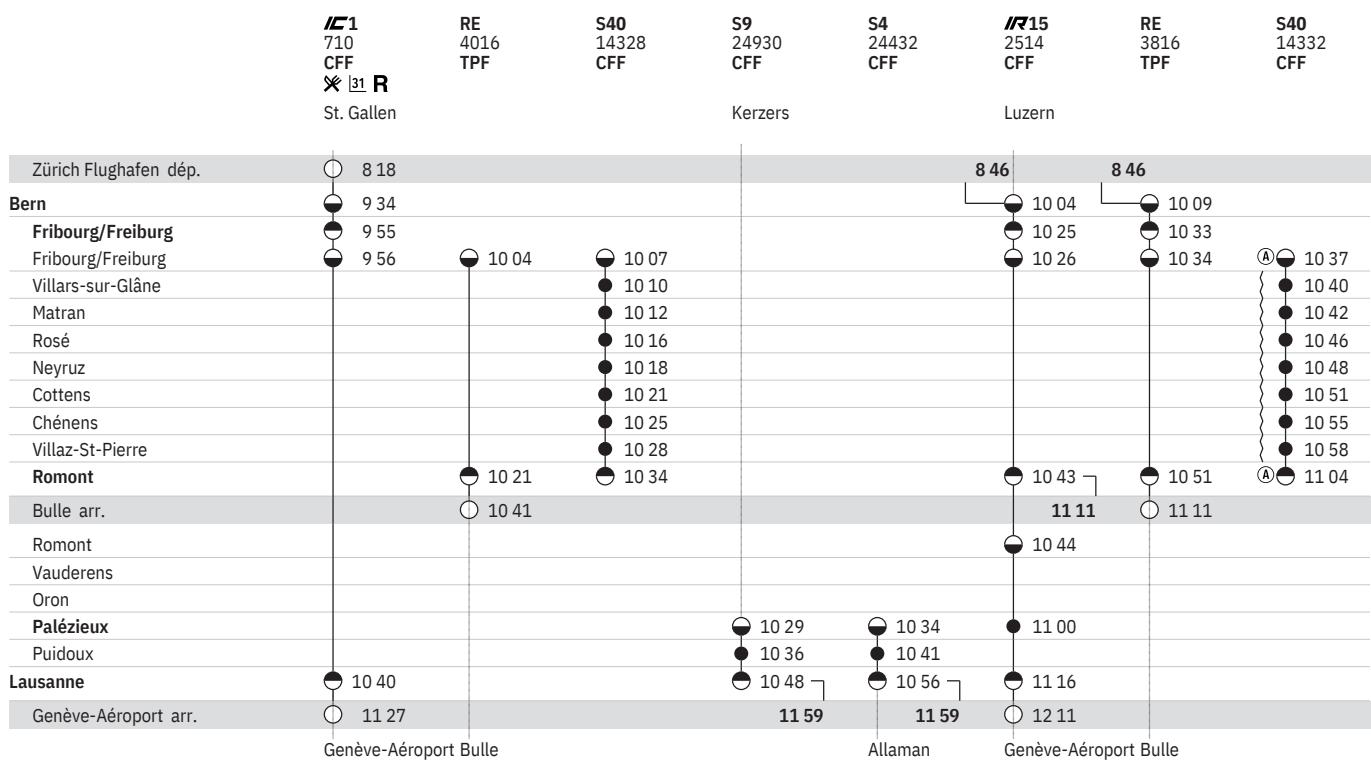 IC1 RE S40 S9 S4 IR15 RE S40
710 4016 14328 24930 24432 2514 3816 14332
CFF TPF CFF CFF CFF CFF TPF CFF
31 R
St. Gallen Kerzers Luzern
Zürich Flughafen dép. 8 18 8 46 8 46
Bern 9 34 10 04 10 09
Fribourg/Freiburg 9 55 10 25 10 33
Fribourg/Freiburg 9 56 10 04 10 07 10 26 10 34 A 10 37
Villars-sur-Glâne 10 10 10 40
Matran 10 12 10 42
Rosé 10 16 10 46
Neyruz 10 18 10 48
Cottens 10 21 10 51
Chénens 10 25 10 55
Villaz-St-Pierre 10 28 10 58
Romont 10 21 10 34 10 43 10 51 A 11 04
Bulle arr. 10 41 11 11 11 11
Romont 10 44
Vauderens
Oron
Palézieux 10 29 10 34 11 00
Puidoux 10 36 10 41
Lausanne 10 40 10 48 10 56 11 16
Genève-Aéroport arr. 11 27 11 59 11 59 12 11
Genève-Aéroport Bulle Allaman Genève-Aéroport Bulle